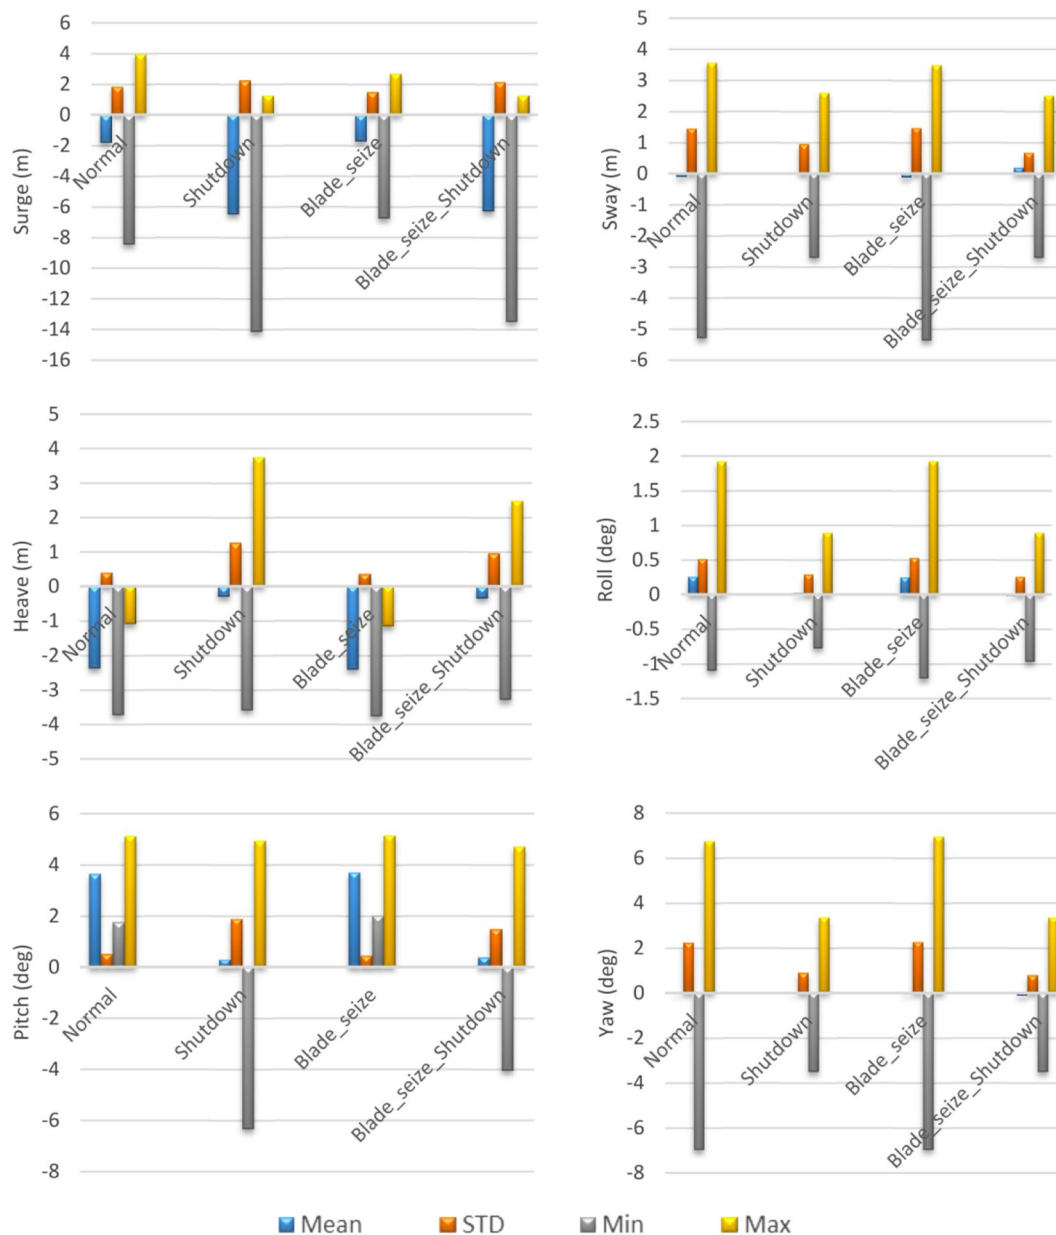 6
4
2
0
-2
-4
-6
-8
-10
-12
-14
-16
Surge (m)
Normal
Shutdown
Blade_seize
Blade_seize_Shutdown
5
4
3
2
1
0
-1
-2
-3
-4
-5
-6
Sway (m)
Normal
Shutdown
Blade_seize
Blade_seize_Shutdown
5
4
3
2
1
0
-1
-2
-3
-4
-5
Heave (m)
Normal
Shutdown
Blade_seize
Blade_seize_Shutdown
2.5
2
1.5
1
0.5
0
-0.5
-1
-1.5
Roll (deg)
Normal
Shutdown
Blade_seize
Blade_seize_Shutdown
6
4
2
0
-2
-4
-6
-8
Pitch (deg)
Normal
Shutdown
Blade_seize
Blade_seize_Shutdown
8
6
4
2
0
-2
-4
-6
-8
Yaw (deg)
Normal
Shutdown
Blade_seize
Blade_seize_Shutdown
Mean STD Min Max